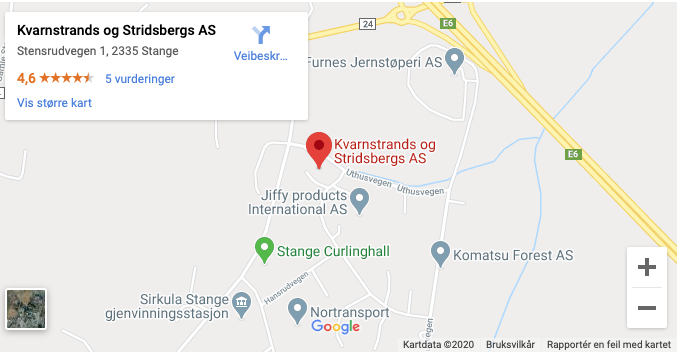 Kvarnstrands og Stridsbergs AS
Stensrudvegen 1, 2335 Stange
4,6
5 vurderinger
Vis større kart
Veibeskr...
24
E6
Furnes Jernstøperi AS
Kvarnstrands og
Stridsbergs AS
E6
Uthusvegen
Uthusvegen
Jiffy products
International AS
Stange Curlinghall
Komatsu Forest AS
Hansrudvegen
Sirkula Stange
gjenvinningsstasjon
Nortransport
Google
Kartdata ©2020
Bruksvilkår
Rapportér en feil med kartet